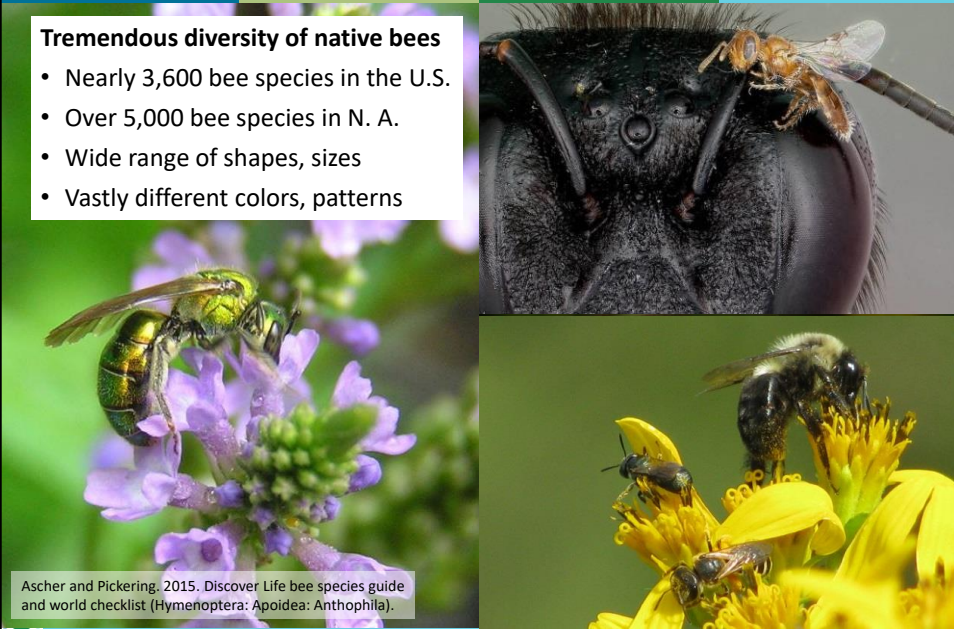 Tremendous diversity of native bees
• Nearly 3,600 bee species in the U.S.
• Over 5,000 bee species in N. A.
• Wide range of shapes, sizes
• Vastly different colors, patterns
Ascher and Pickering. 2015. Discover Life bee species guide
and world checklist (Hymenoptera: Apoidea: Anthophila).